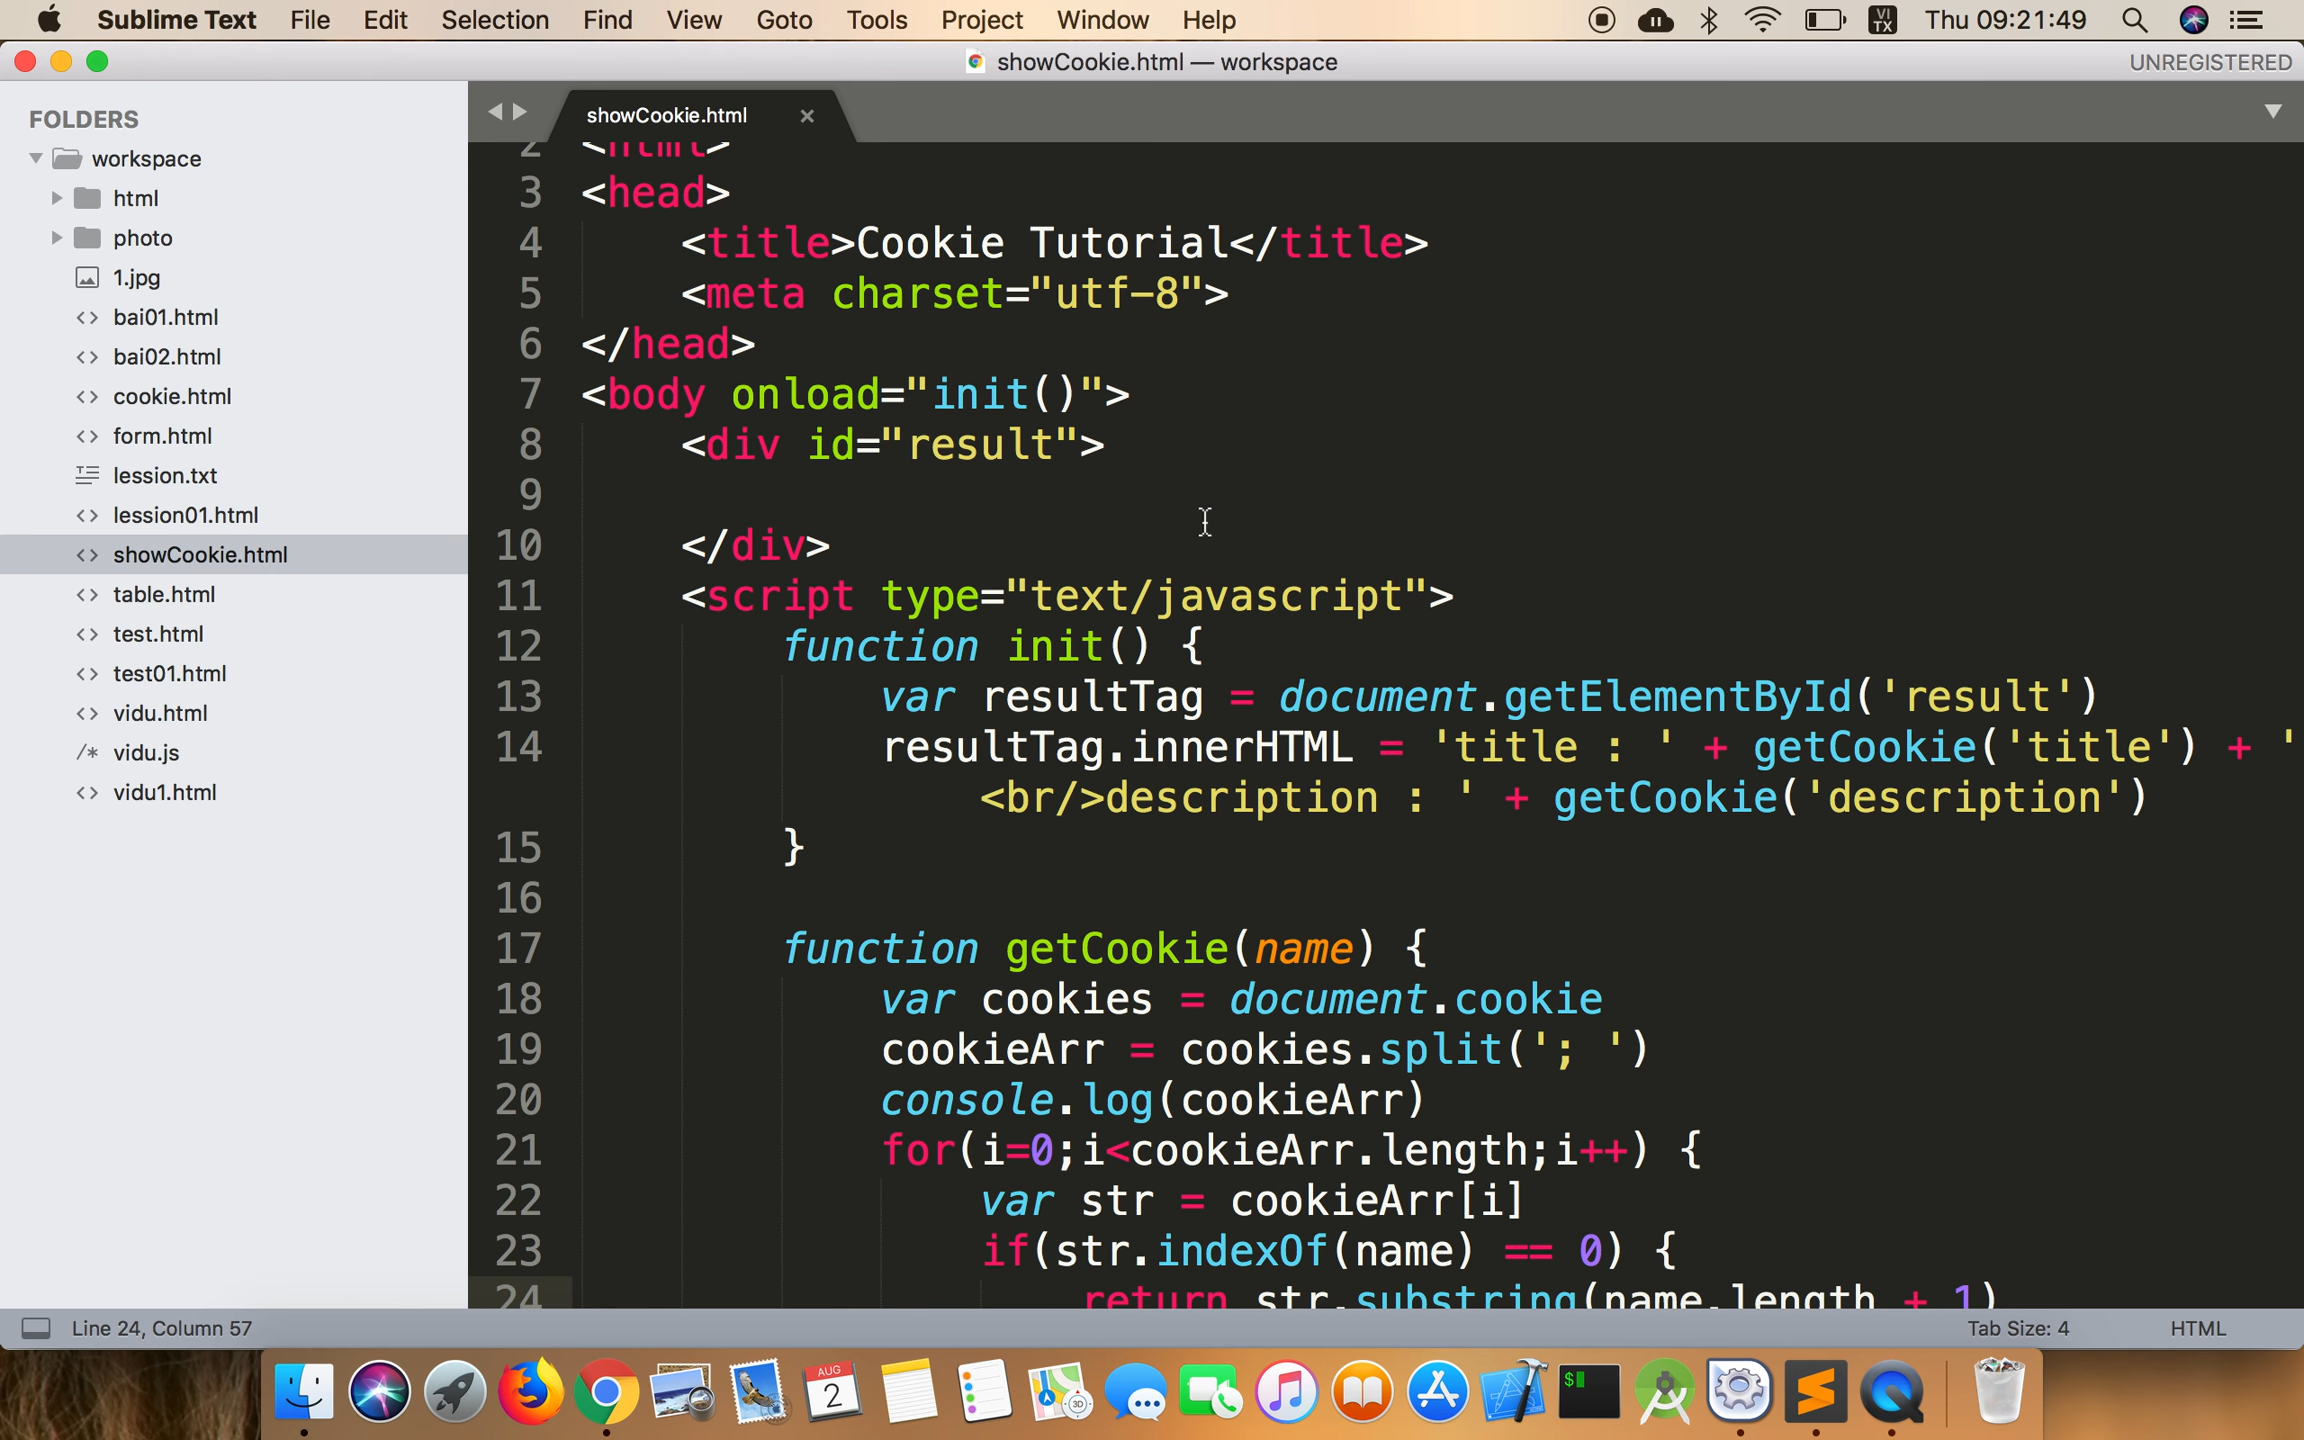 Sublime Text File Edit Selection Find View Goto Tools Project Window Help VI TX Thu 09:21:49
showCookie.html — workspace UNREGISTERED
FOLDERS
workspace
html
photo
1.jpg
bai01.html
bai02.html
cookie.html
form.html
lession.txt
lession01.html
showCookie.html
table.html
test.html
test01.html
vidu.html
/* vidu.js
vidu1.html
showCookie.html ×
2 <html>
3 <head>
4 <title>Cookie Tutorial</title>
5 <meta charset="utf-8">
6 </head>
7 <body onload="init()">
8 <div id="result">
9
10 </div>
11 <script type="text/javascript">
12 function init() {
13 var resultTag = document.getElementById('result')
14 resultTag.innerHTML = 'title : ' + getCookie('title') + '
<br/>description : ' + getCookie('description')
15 }
16
17 function getCookie(name) {
18 var cookies = document.cookie
19 cookieArr = cookies.split('; ')
20 console.log(cookieArr)
21 for(i=0;i<cookieArr.length;i++) {
22 var str = cookieArr[i]
23 if(str.indexOf(name) == 0) {
24 return str.substring(name.length + 1)
Line 24, Column 57 Tab Size: 4 HTML
AUG
2
3D
$